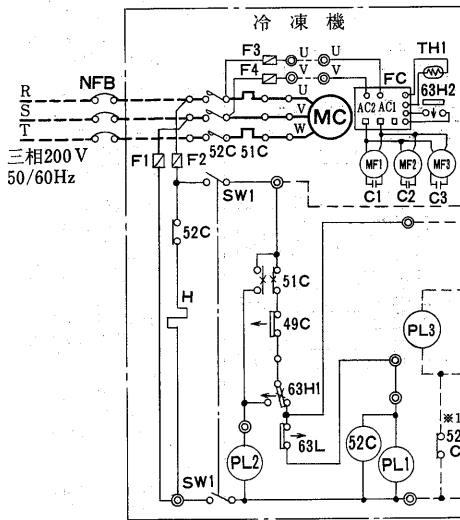 冷凍機
F3 U U
F4 V V
TH1
NFB
FC
63H2
R
S
T
U
V
W
MC
AC2 AC1
三相200V
50/60Hz
F1 F2
52C 51C
MF1 MF2 MF3
C1 C2 C3
SW1
52C
51C
H
49C
PL3
63H1
※1
52
C
63L
52C
PL2
PL1
SW1